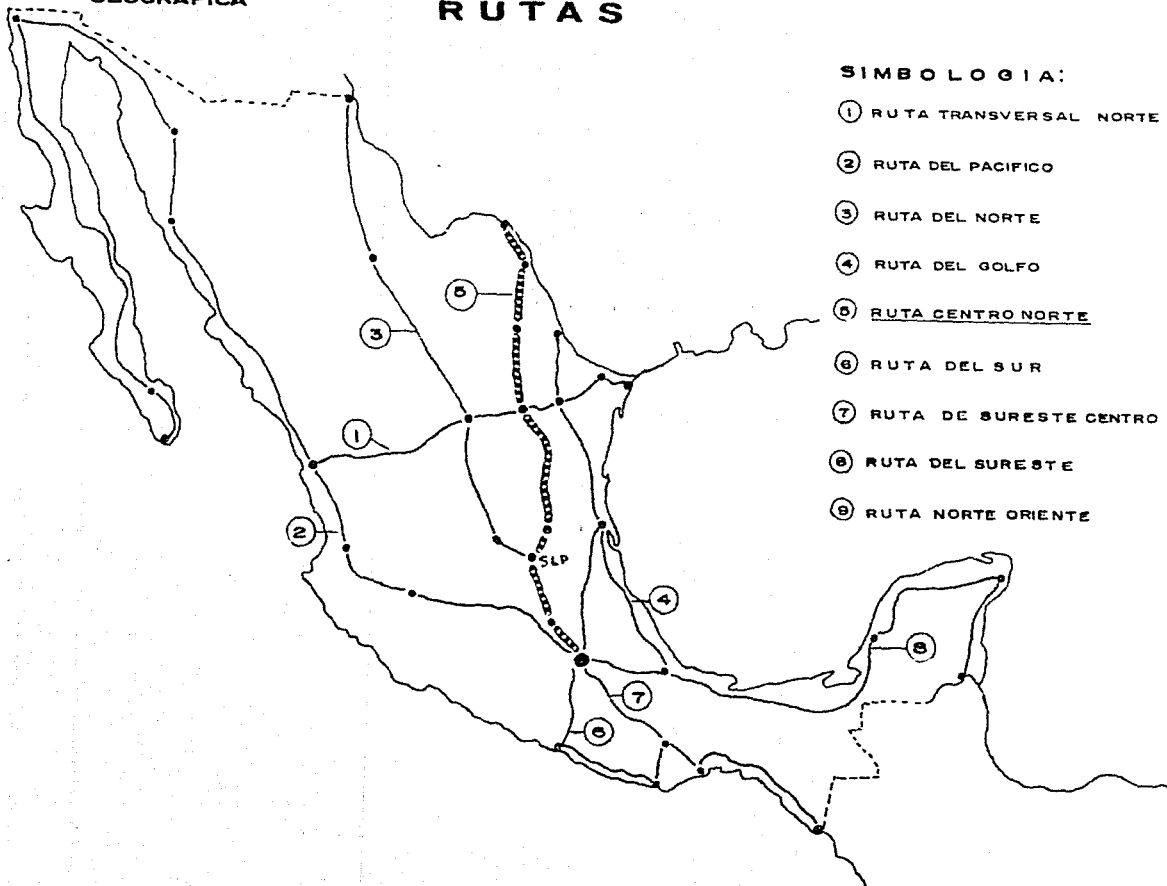 GEOGRAFICA
RUTAS
SIMBOLOGIA:
1 RUTA TRANSVERSAL NORTE
2 RUTA DEL PACIFICO
3 RUTA DEL NORTE
4 RUTA DEL GOLFO
5 RUTA CENTRO NORTE
6 RUTA DEL SUR
7 RUTA DE SURESTE CENTRO
8 RUTA DEL SURESTE
9 RUTA NORTE ORIENTE
5
3
1
2
SLP
4
8
7
6